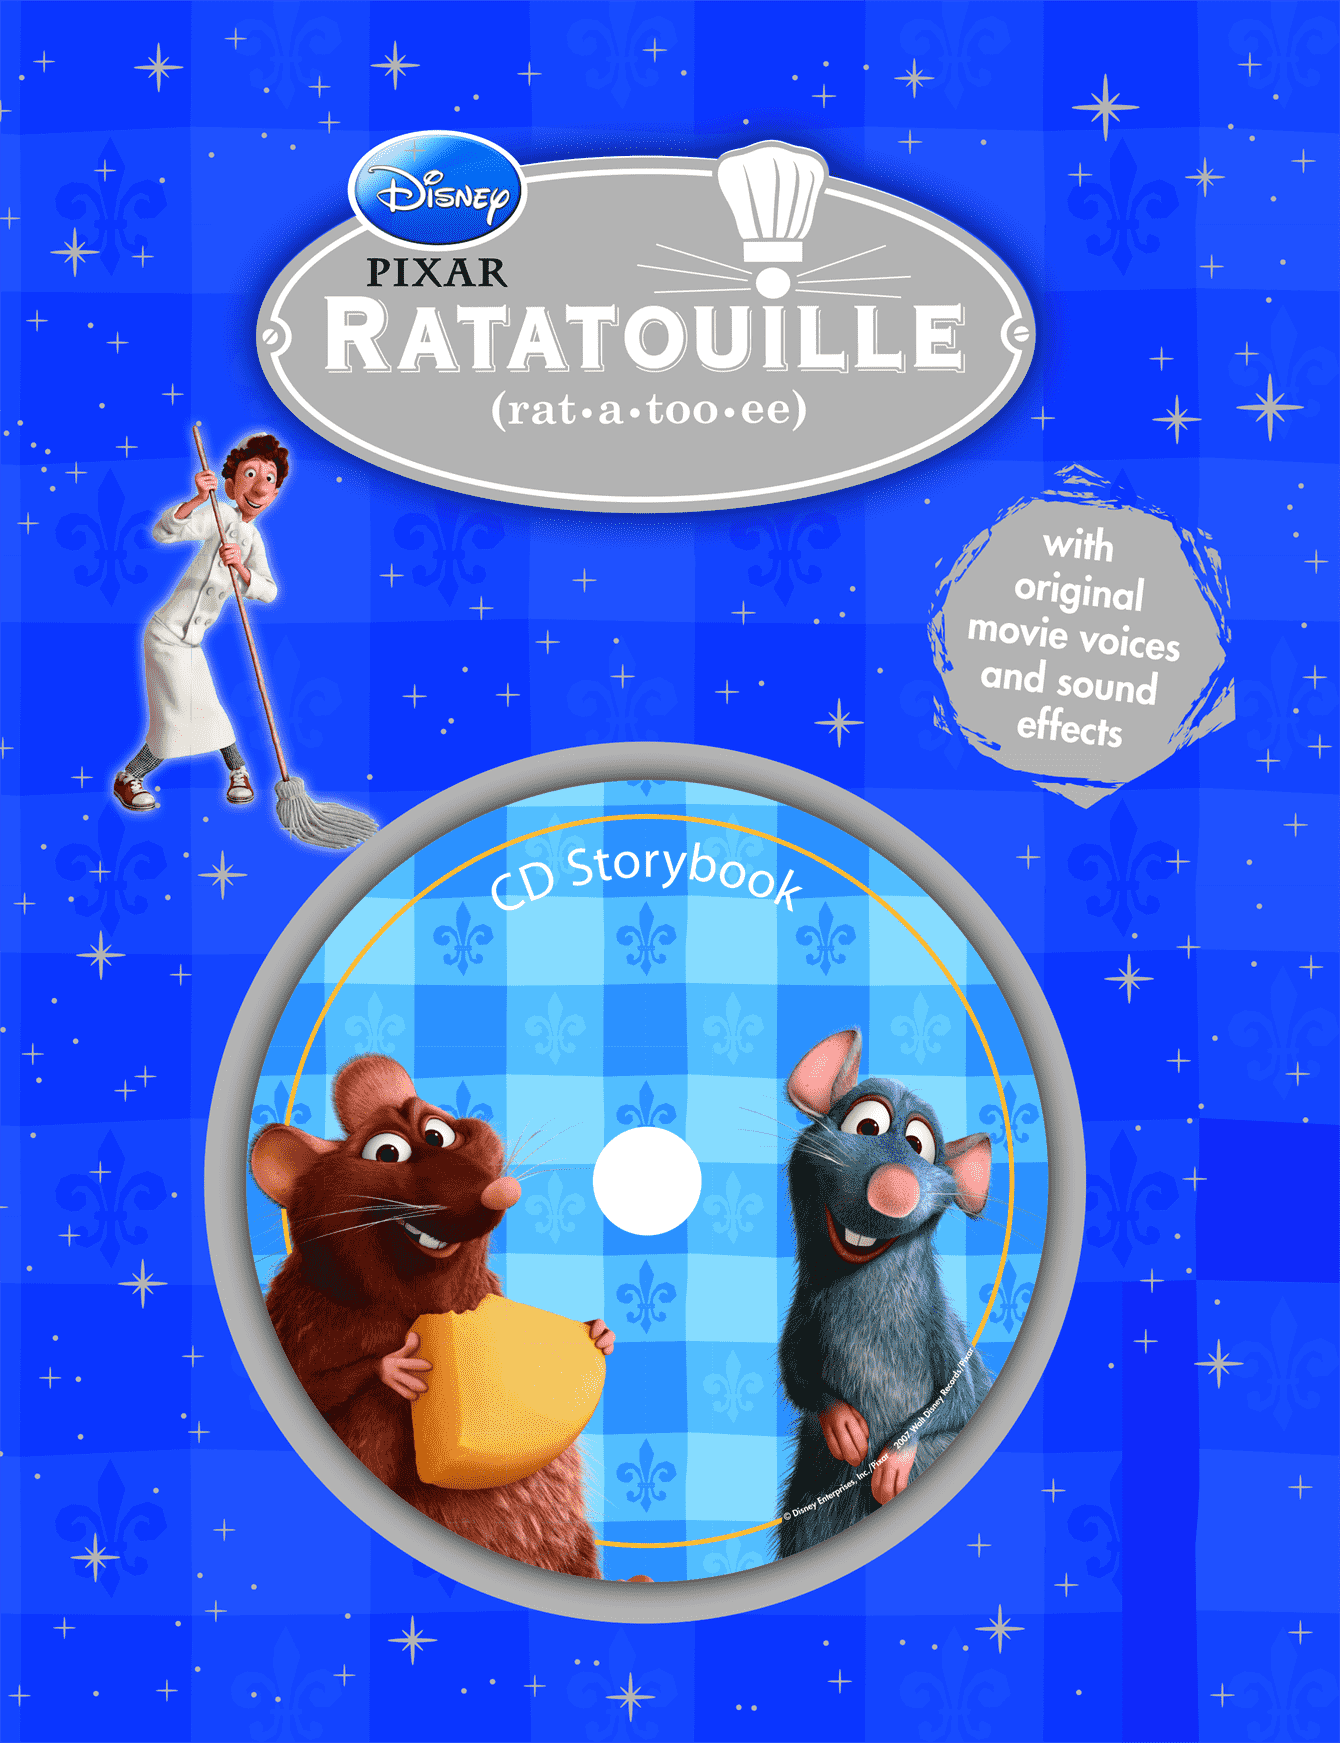 Disney
PIXAR
RATATOUILLE
(rat•a•too•ee)
with
original
movie voices
and sound
effects
CD Storybook
© Disney Enterprises, Inc./Pixar 2007 Walt Disney Records/Pixar